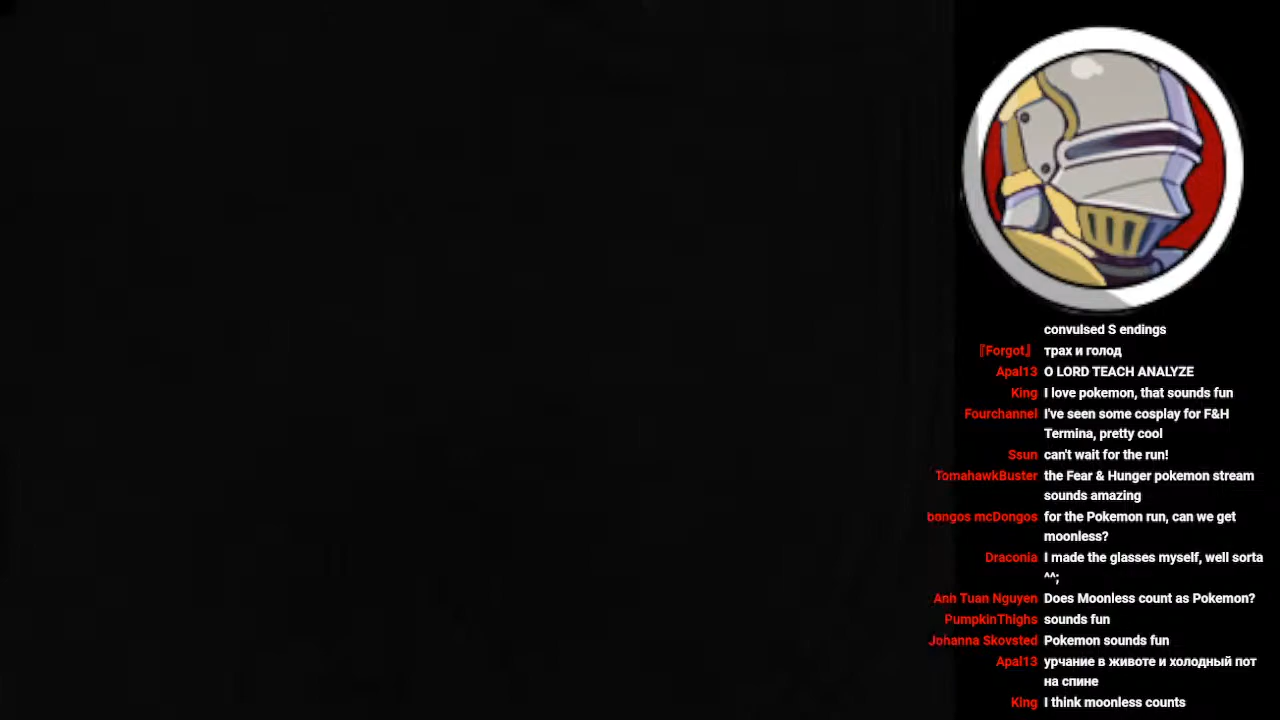 convulsed S endings
『Forgot』 трах и голод
Apal13 O LORD TEACH ANALYZE
King I love pokemon, that sounds fun
Fourchannel I've seen some cosplay for F&H
Termina, pretty cool
Ssun can't wait for the run!
TomahawkBuster the Fear & Hunger pokemon stream
sounds amazing
bongos mcDongos for the Pokemon run, can we get
moonless?
Draconia I made the glasses myself, well sorta
^^;
Anh Tuan Nguyen Does Moonless count as Pokemon?
PumpkinThighs sounds fun
Johanna Skovsted Pokemon sounds fun
Apal13 урчание в животе и холодный пот
на спине
King I think moonless counts